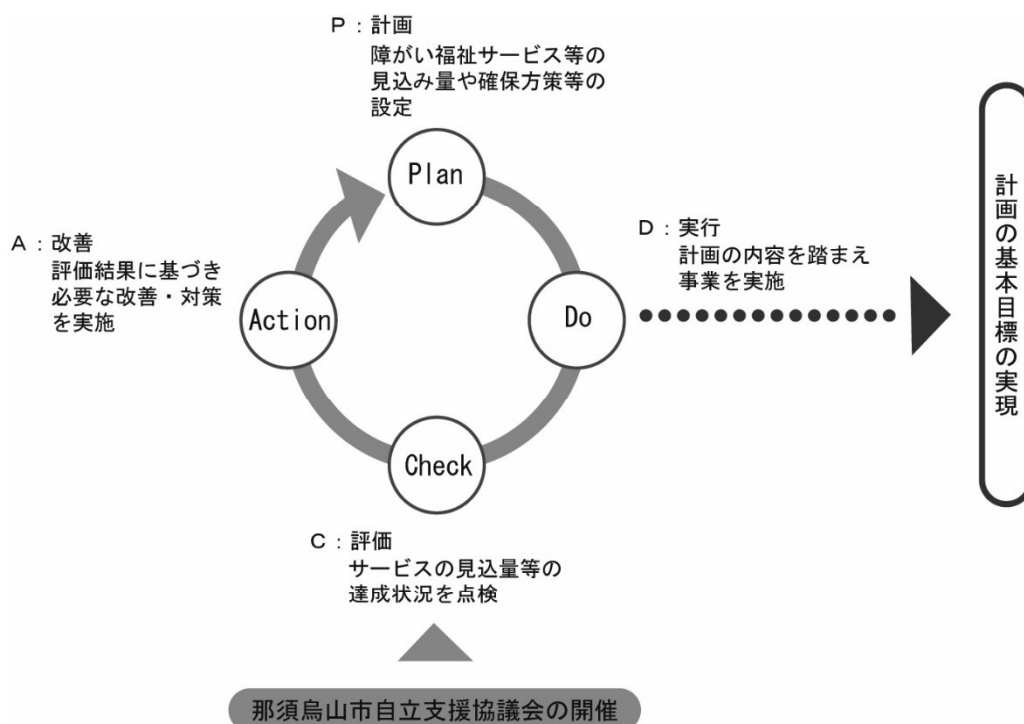 P：計画
障がい福祉サービス等の
見込み量や確保方策等の
設定
Plan
A：改善
評価結果に基づき
必要な改善・対策
を実施
Action
D：実行
計画の内容を踏まえ
事業を実施
Do
計画の基本目標の実現
Check
C：評価
サービスの見込量等の
達成状況を点検
那須烏山市自立支援協議会の開催